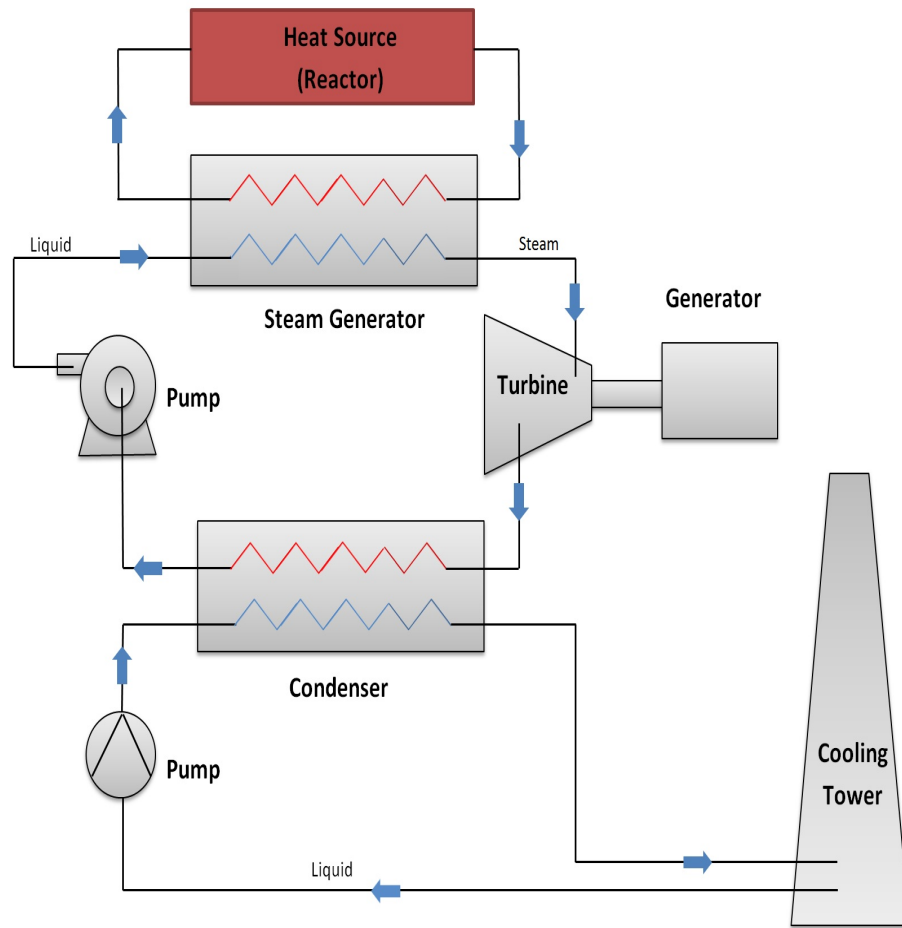 Heat Source
(Reactor)
Liquid
Steam
Steam Generator
Generator
Turbine
Pump
Condenser
Pump
Cooling
Tower
Liquid